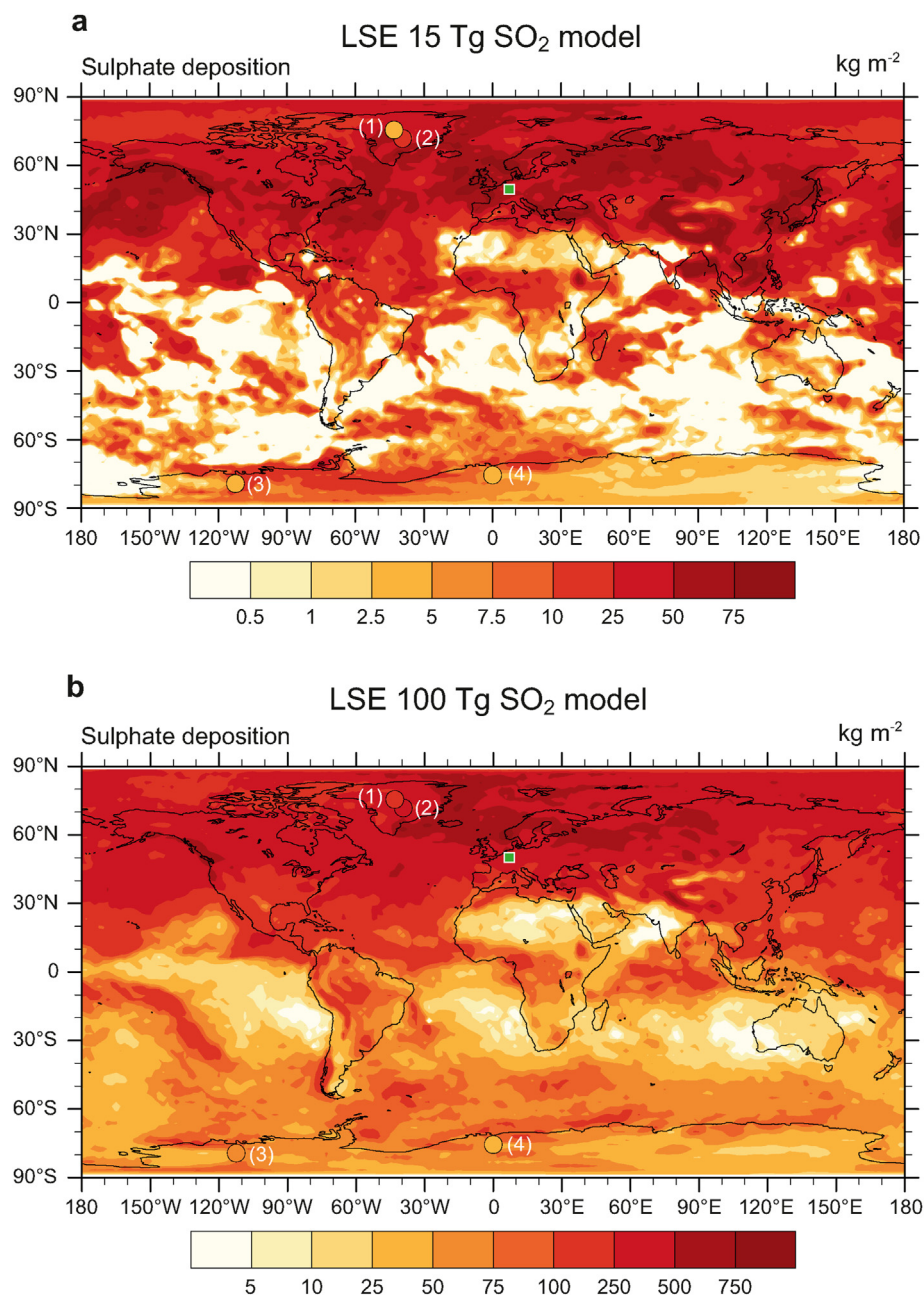 a
LSE 15 Tg SO₂ model
Sulphate deposition
kg m⁻²
90°N
60°N
30°N
0
30°S
60°S
90°S
(1)
(2)
(3)
(4)
180 150°W 120°W 90°W 60°W 30°W 0 30°E 60°E 90°E 120°E 150°E 180
0.5 1 2.5 5 7.5 10 25 50 75
b
LSE 100 Tg SO₂ model
Sulphate deposition
kg m⁻²
90°N
60°N
30°N
0
30°S
60°S
90°S
(1)
(2)
(3)
(4)
180 150°W 120°W 90°W 60°W 30°W 0 30°E 60°E 90°E 120°E 150°E 180
5 10 25 50 75 100 250 500 750